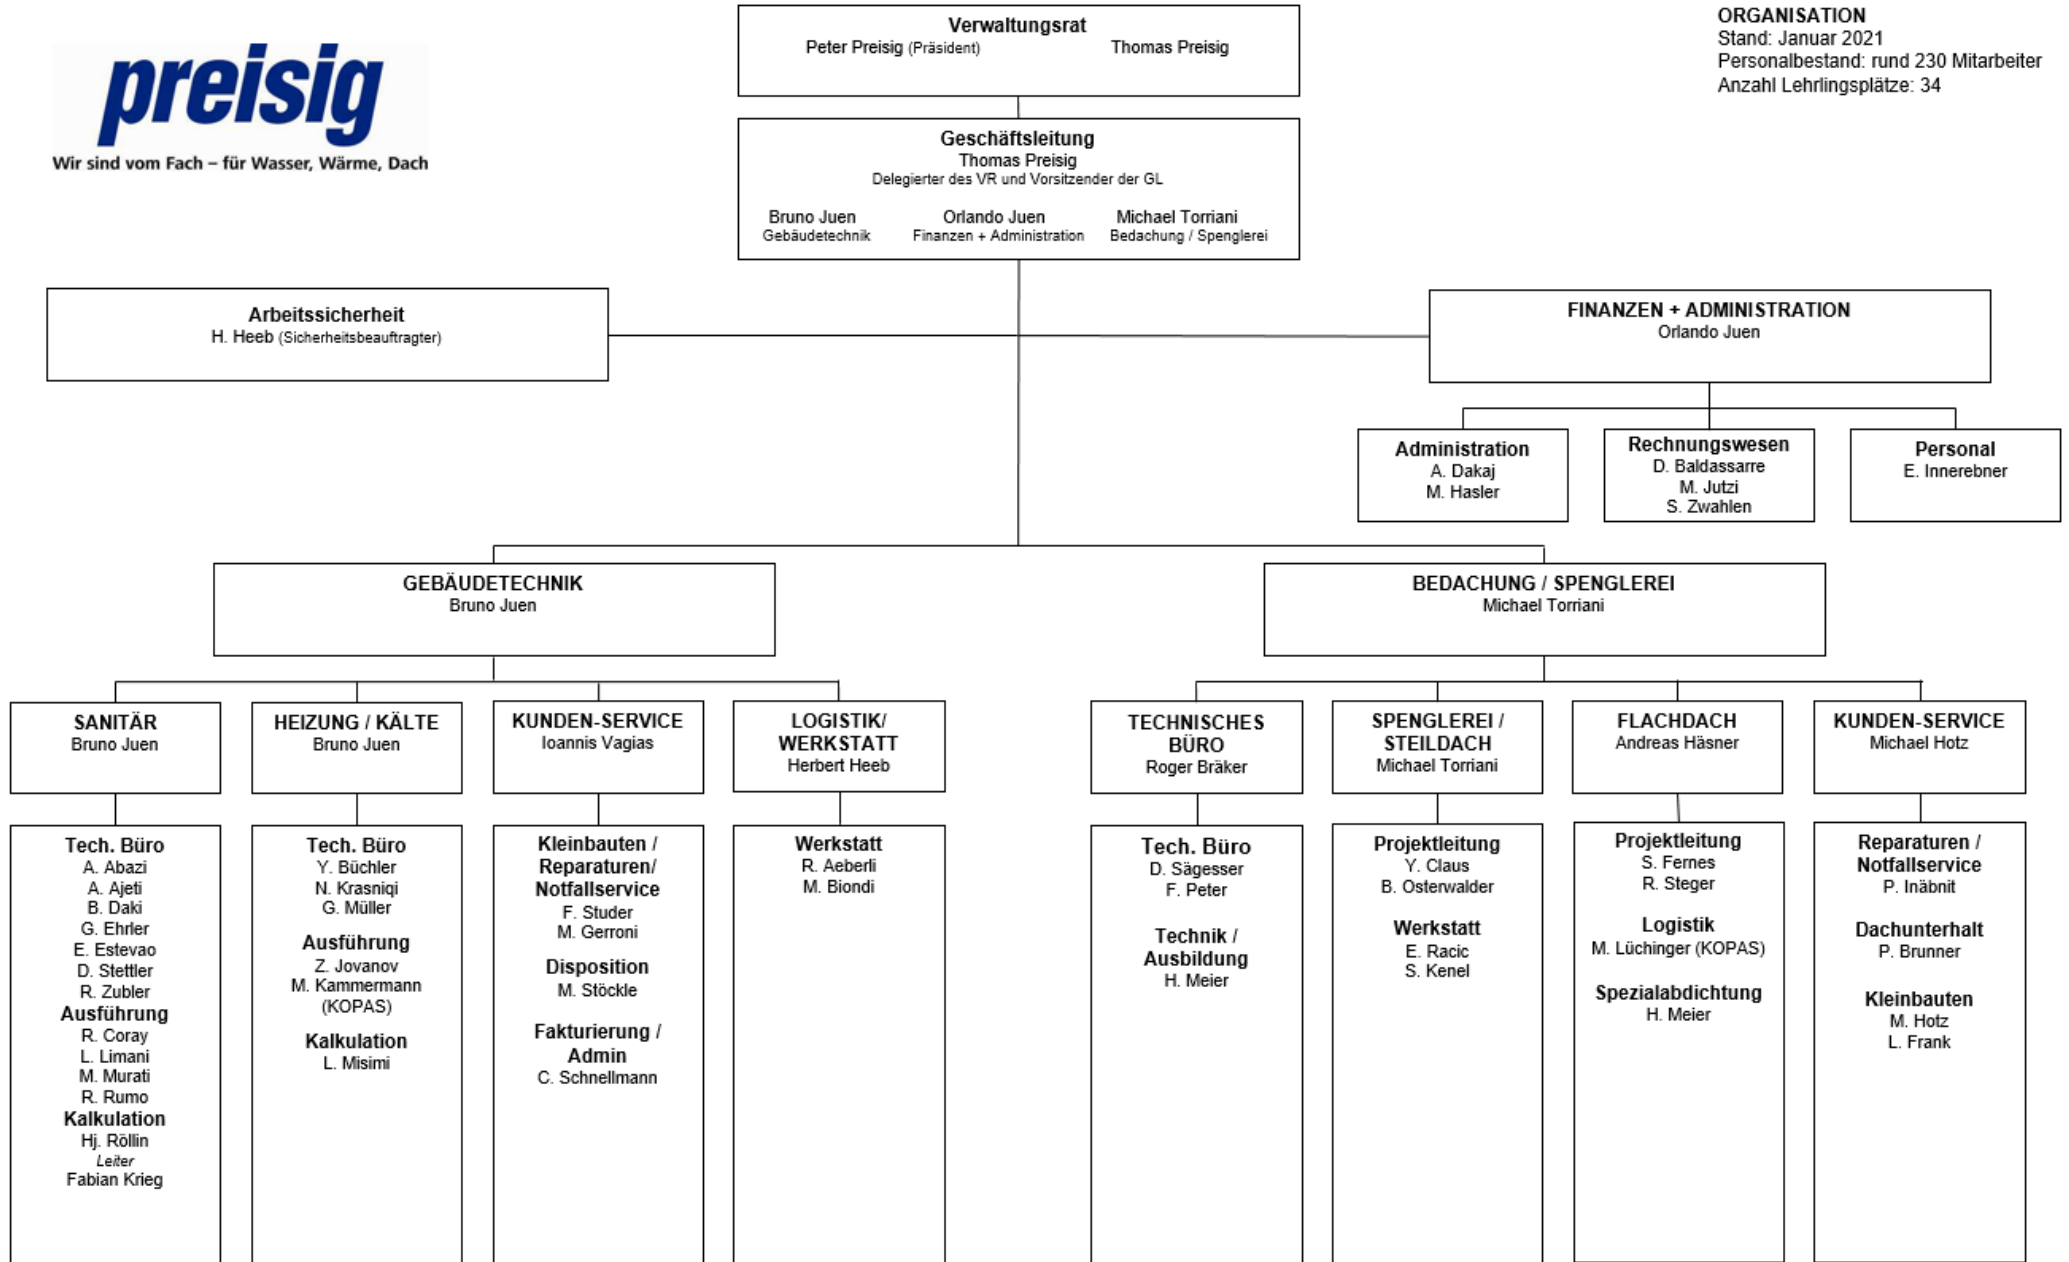 preisig
Wir sind vom Fach – für Wasser, Wärme, Dach
ORGANISATION
Stand: Januar 2021
Personalbestand: rund 230 Mitarbeiter
Anzahl Lehrlingsplätze: 34
Verwaltungsrat
Peter Preisig (Präsident) Thomas Preisig
Geschäftsleitung
Thomas Preisig
Delegierter des VR und Vorsitzender der GL
Bruno Juen Orlando Juen Michael Torriani
Gebäudetechnik Finanzen + Administration Bedachung / Spenglerei
Arbeitssicherheit
H. Heeb (Sicherheitsbeauftragter)
FINANZEN + ADMINISTRATION
Orlando Juen
Administration
A. Dakaj
M. Hasler
Rechnungswesen
D. Baldassarre
M. Jutzi
S. Zwahlen
Personal
E. Innerebner
GEBÄUDETECHNIK
Bruno Juen
BEDACHUNG / SPENGLEREI
Michael Torriani
SANITÄR
Bruno Juen
HEIZUNG / KÄLTE
Bruno Juen
KUNDEN-SERVICE
Ioannis Vagias
LOGISTIK/
WERKSTATT
Herbert Heeb
TECHNISCHES
BÜRO
Roger Bräker
SPENGLEREI /
STEILDACH
Michael Torriani
FLACHDACH
Andreas Häsner
KUNDEN-SERVICE
Michael Hotz
Tech. Büro
A. Abazi
A. Ajeti
B. Daki
G. Ehrler
E. Estevao
D. Stettler
R. Zubler
Ausführung
R. Coray
L. Limani
M. Murati
R. Rumo
Kalkulation
Hj. Röllin
Leiter
Fabian Krieg
Tech. Büro
Y. Büchler
N. Krasniqi
G. Müller
Ausführung
Z. Jovanov
M. Kammermann
(KOPAS)
Kalkulation
L. Misimi
Kleinbauten /
Reparaturen/
Notfallservice
F. Studer
M. Gerroni
Disposition
M. Stöckle
Fakturierung /
Admin
C. Schnellmann
Werkstatt
R. Aeberli
M. Biondi
Tech. Büro
D. Sägesser
F. Peter
Technik /
Ausbildung
H. Meier
Projektleitung
Y. Claus
B. Osterwalder
Werkstatt
E. Racic
S. Kenel
Projektleitung
S. Fernes
R. Steger
Logistik
M. Lüchinger (KOPAS)
Spezialabdichtung
H. Meier
Reparaturen /
Notfallservice
P. Inäbnit
Dachunterhalt
P. Brunner
Kleinbauten
M. Hotz
L. Frank